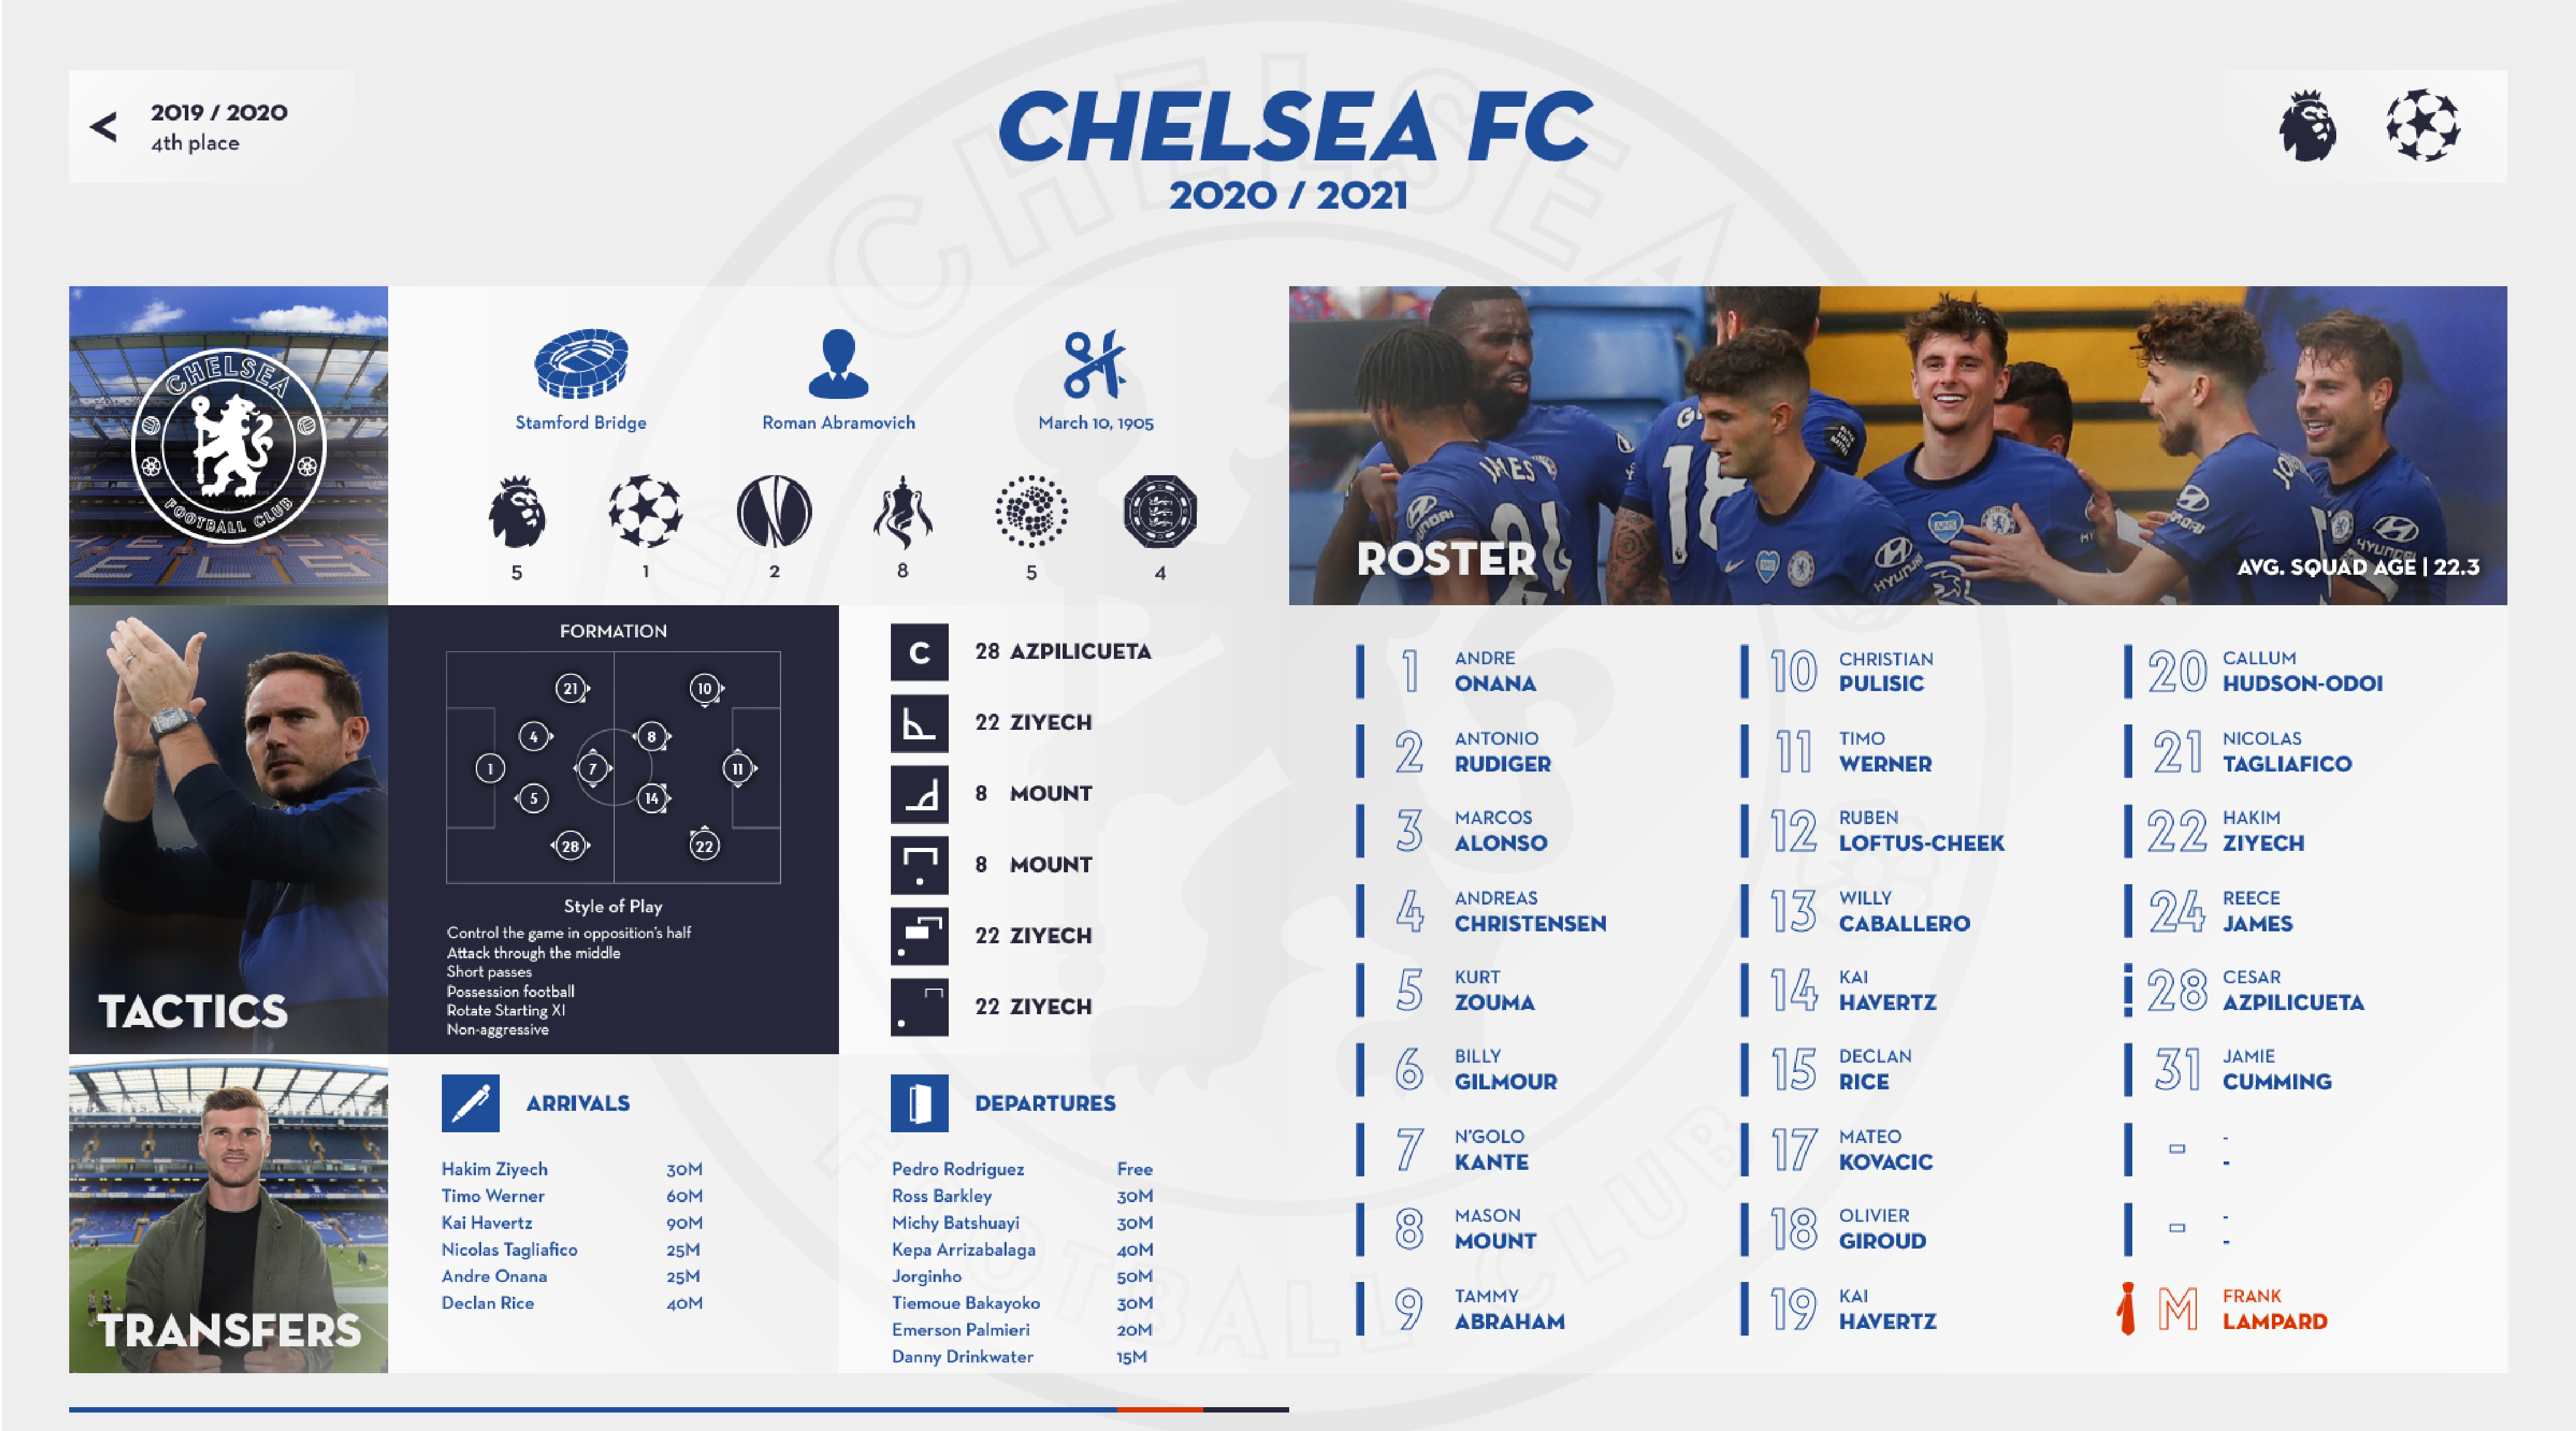 2019 / 2020
4th place
CHELSEA FC
2020 / 2021
CHELSEA
FOOTBALL CLUB
Stamford Bridge
Roman Abramovich
March 10, 1905
5
1
2
8
5
4
JAMES
24
18
HYUNDAI
ROSTER
AVG. SQUAD AGE | 22.3
TACTICS
FORMATION
21
10
4
8
1
7
11
5
14
28
22
Style of Play
Control the game in opposition's half
Attack through the middle
Short passes
Possession football
Rotate Starting XI
Non-aggressive
C
28 AZPILICUETA
22 ZIYECH
8 MOUNT
8 MOUNT
22 ZIYECH
22 ZIYECH
TRANSFERS
ARRIVALS
Hakim Ziyech 30M
Timo Werner 60M
Kai Havertz 90M
Nicolas Tagliafico 25M
Andre Onana 25M
Declan Rice 40M
DEPARTURES
Pedro Rodriguez Free
Ross Barkley 30M
Michy Batshuayi 30M
Kepa Arrizabalaga 40M
Jorginho 50M
Tiemoue Bakayoko 30M
Emerson Palmieri 20M
Danny Drinkwater 15M
1 ANDRE
ONANA
2 ANTONIO
RUDIGER
3 MARCOS
ALONSO
4 ANDREAS
CHRISTENSEN
5 KURT
ZOUMA
6 BILLY
GILMOUR
7 N'GOLO
KANTE
8 MASON
MOUNT
9 TAMMY
ABRAHAM
10 CHRISTIAN
PULISIC
11 TIMO
WERNER
12 RUBEN
LOFTUS-CHEEK
13 WILLY
CABALLERO
14 KAI
HAVERTZ
15 DECLAN
RICE
17 MATEO
KOVACIC
18 OLIVIER
GIROUD
19 KAI
HAVERTZ
20 CALLUM
HUDSON-ODOI
21 NICOLAS
TAGLIAFICO
22 HAKIM
ZIYECH
24 REECE
JAMES
28 CESAR
AZPILICUETA
31 JAMIE
CUMMING
- -
-
- -
-
M FRANK
LAMPARD
CHELSEA
FOOTBALL CLUB